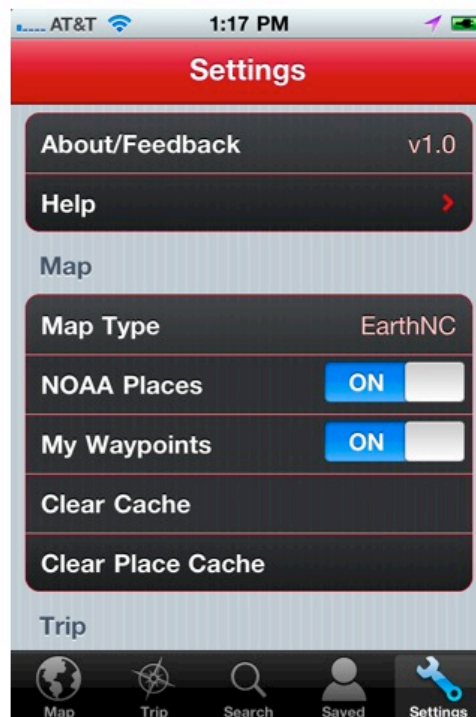 AT&T 1:17 PM
Settings
About/Feedback v1.0
Help
Map
Map Type EarthNC
NOAA Places ON
My Waypoints ON
Clear Cache
Clear Place Cache
Trip
Map Trip Search Saved Settings